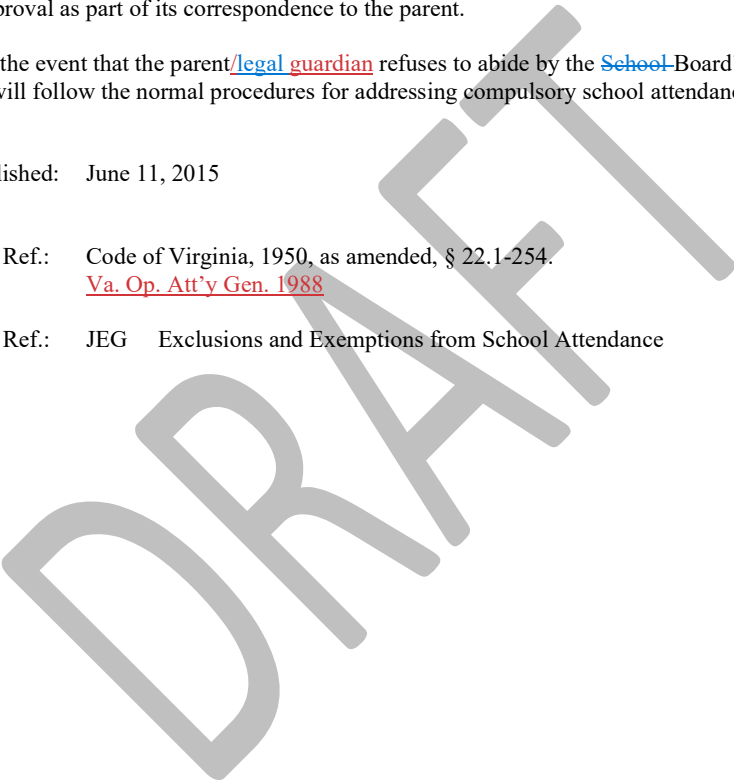 proval as part of its correspondence to the parent.
the event that the parent/legal guardian refuses to abide by the School Board'
will follow the normal procedures for addressing compulsory school attendan
lished: June 11, 2015
Ref.: Code of Virginia, 1950, as amended, § 22.1-254.
Va. Op. Att’y Gen. 1988
Ref.: JEG Exclusions and Exemptions from School Attendance
DRAFT